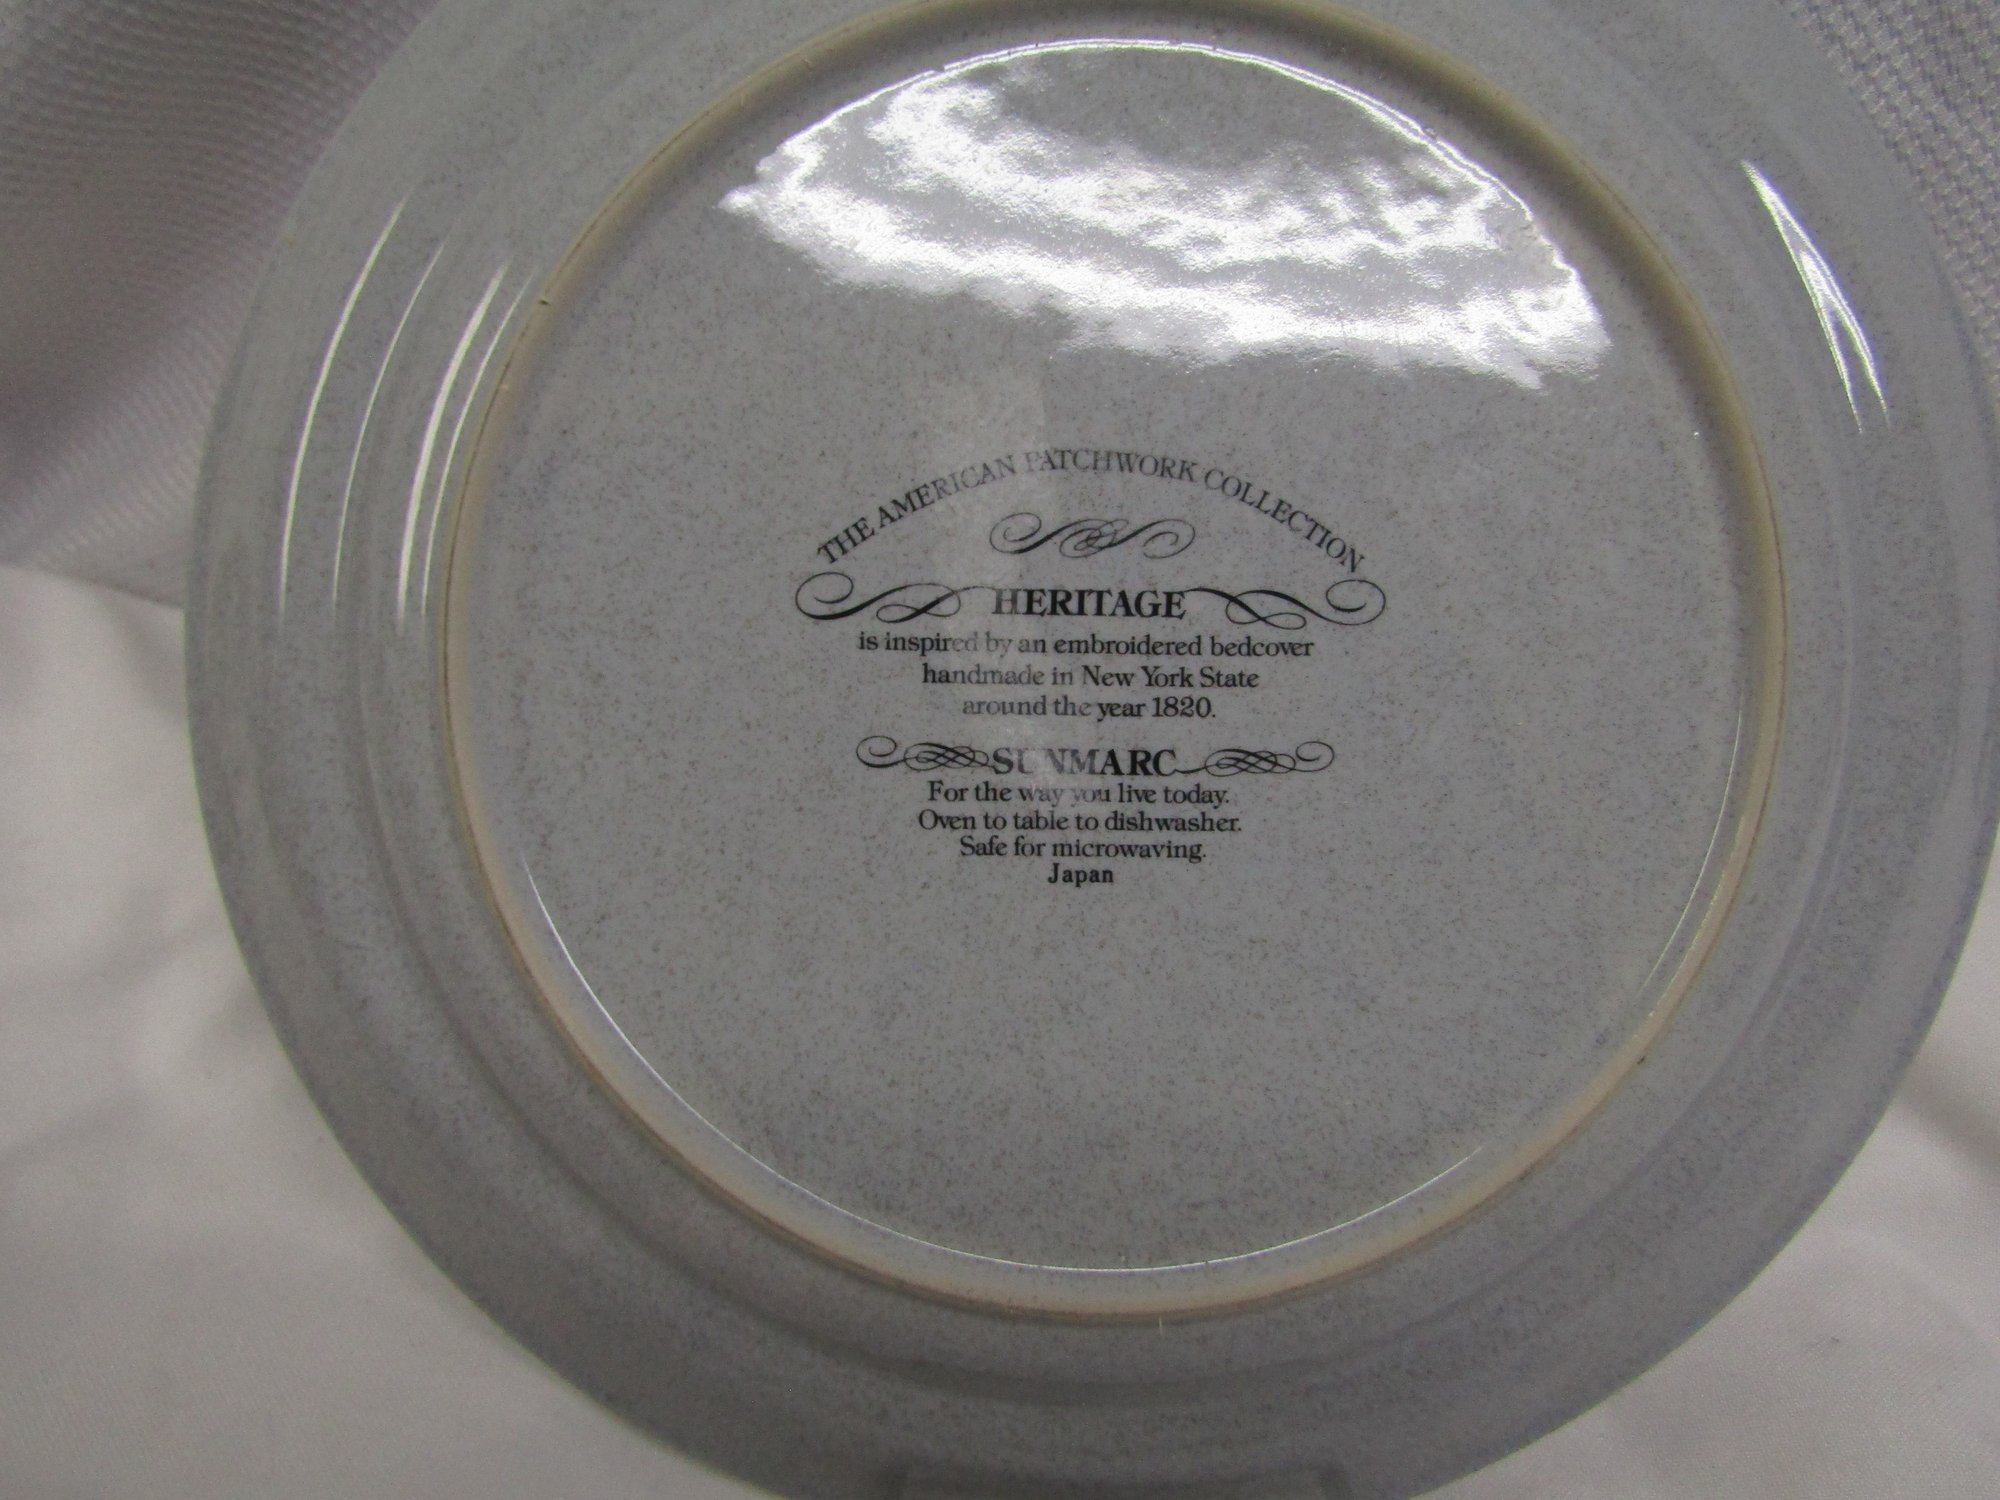 THE AMERICAN PATCHWORK COLLECTION
HERITAGE
is inspired by an embroidered bedcover
handmade in New York State
around the year 1820.
SUNMARC
For the way you live today.
Oven to table to dishwasher.
Safe for microwaving.
Japan